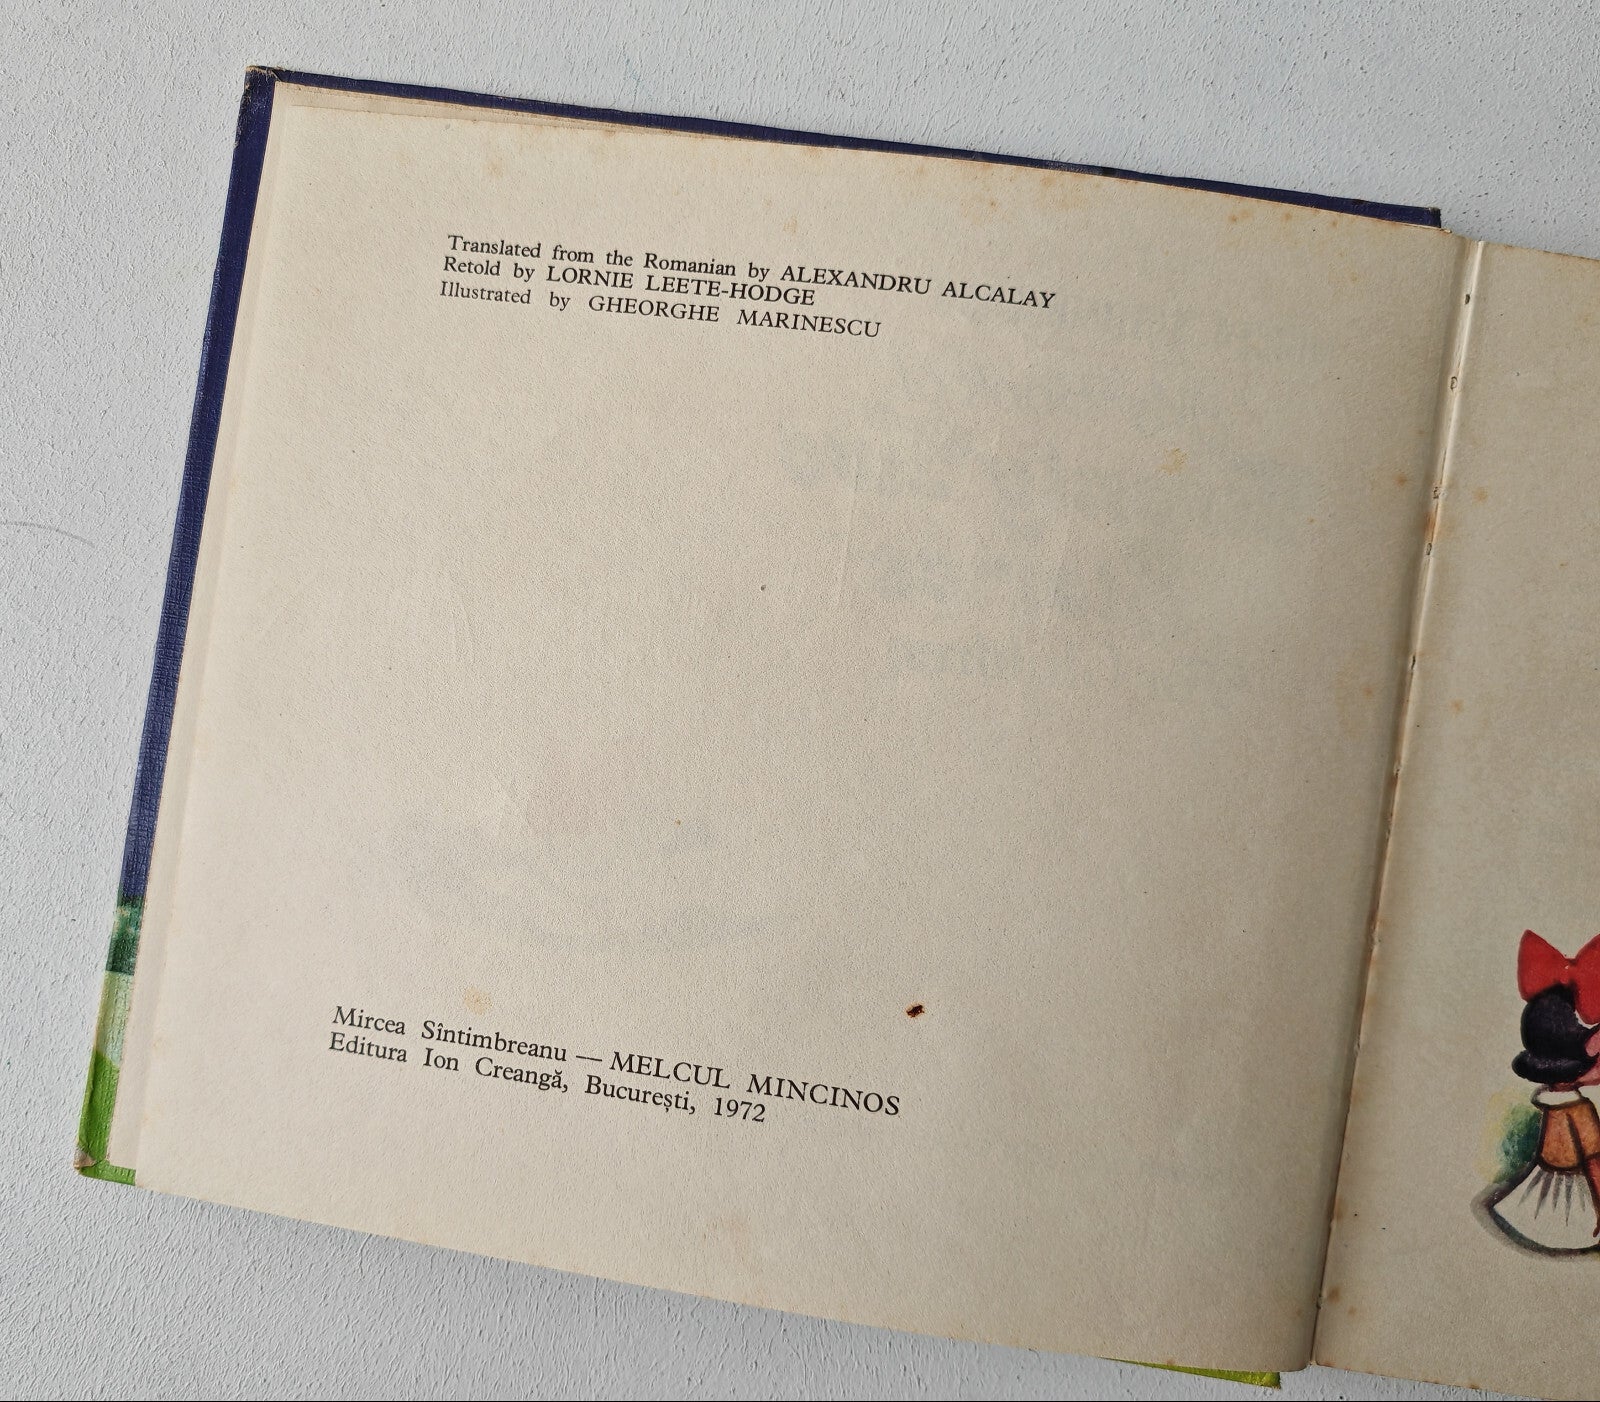 Translated from the Romanian by ALEXANDRU ALCALAY
Retold by LORNIE LEETE-HODGE
Illustrated by GHEORGHE MARINESCU
Mircea Sîntimbreanu — MELCUL MINCINOS
Editura Ion Creangă, București, 1972